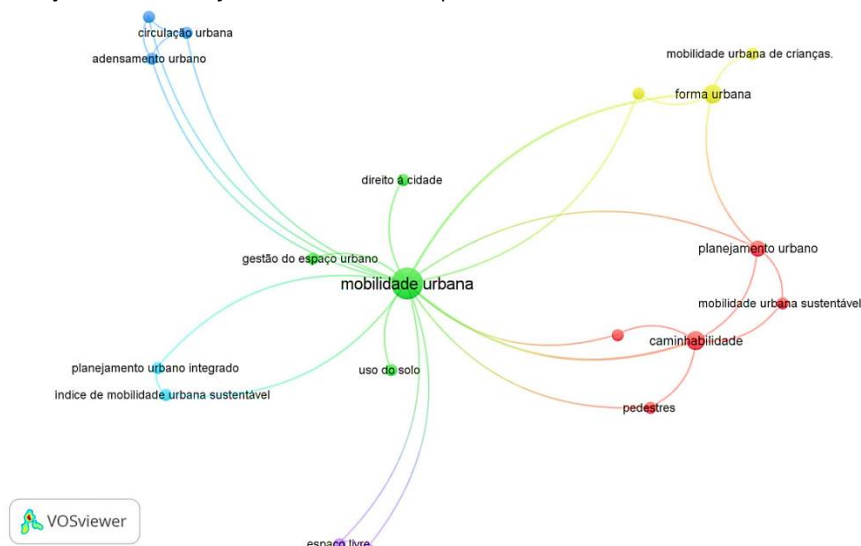 circulação urbana
adensamento urbano
mobilidade urbana de crianças.
forma urbana
direito à cidade
gestão do espaço urbano
mobilidade urbana
planejamento urbano
mobilidade urbana sustentável
caminhabilidade
planejamento urbano integrado
índice de mobilidade urbana sustentável
uso do solo
pedestres
VOSviewer
espaço livre